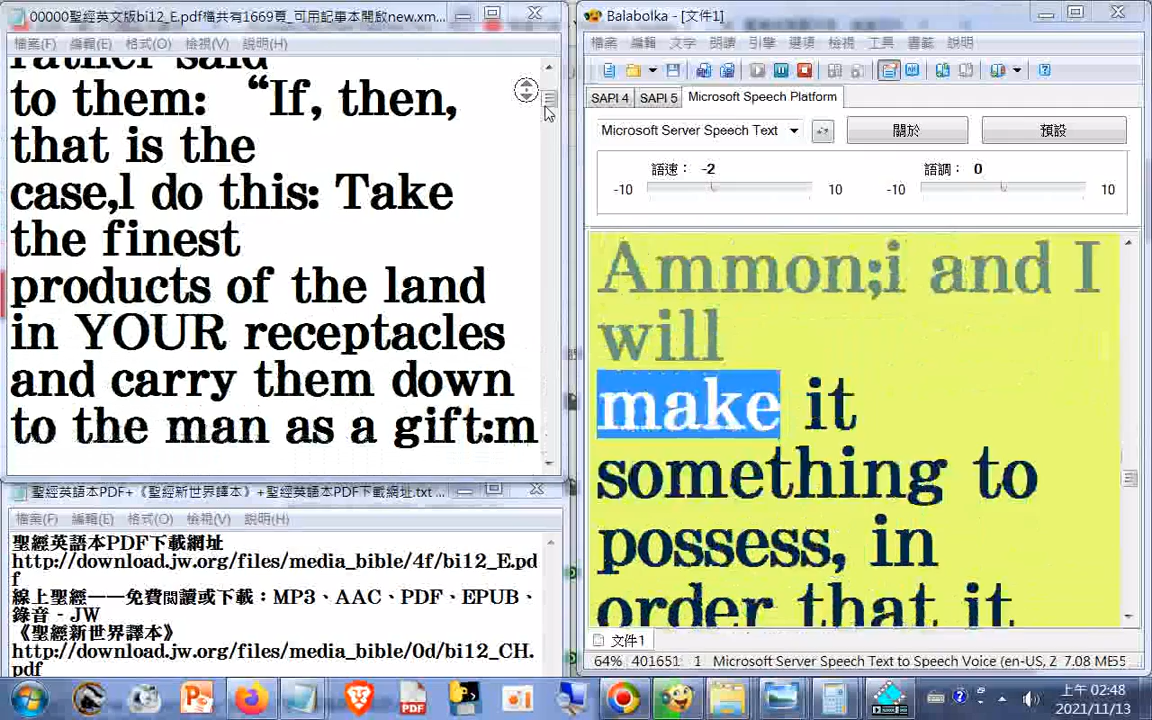 00000聖經英文版bi12_E.pdf檔共有1669頁_可用記事本開啟new.xm...
檔案(F) 編輯(E) 格式(O) 檢視(V) 說明(H)
rather said
to them: “If, then,
that is the
case,l do this: Take
the finest
products of the land
in YOUR receptacles
and carry them down
to the man as a gift:m
聖經英語本PDF+《聖經新世界譯本》+聖經英語本PDF下載網址.txt ...
檔案(F) 編輯(E) 格式(O) 檢視(V) 說明(H)
聖經英語本PDF下載網址
http://download.jw.org/files/media_bible/4f/bi12_E.pd
f
線上聖經——免費閱讀或下載：MP3、AAC、PDF、EPUB、
錄音 - JW
《聖經新世界譯本》
http://download.jw.org/files/media_bible/0d/bi12_CH.
pdf
Balabolka - [文件1]
檔案 編輯 文字 朗讀 引擎 選項 檢視 工具 書籤 說明
SAPI 4 SAPI 5 Microsoft Speech Platform
Microsoft Server Speech Text 關於 預設
語速： -2 語調： 0
-10 10 -10 10
Ammon;i and I
will
make it
something to
possess, in
order that it
文件1
64% 401651: 1 Microsoft Server Speech Text to Speech Voice (en-US, Z 7.08 ME
上午 02:48
2021/11/13